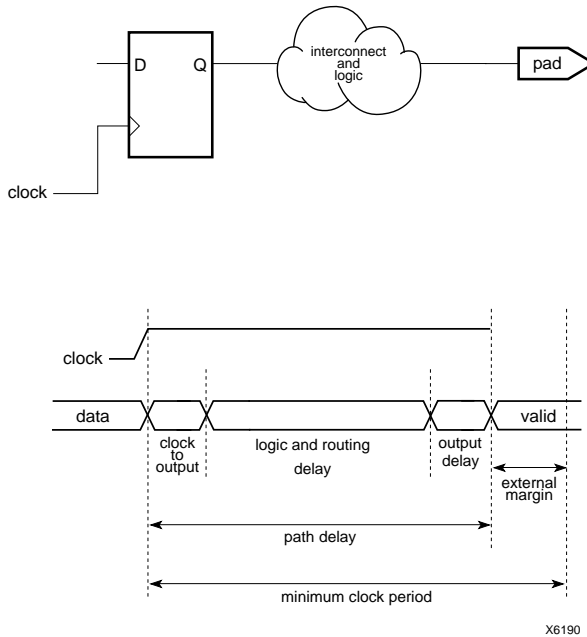 D
Q
interconnect
and
logic
pad
clock
clock
data
valid
clock
to
output
logic and routing
delay
output
delay
external
margin
path delay
minimum clock period
X6190